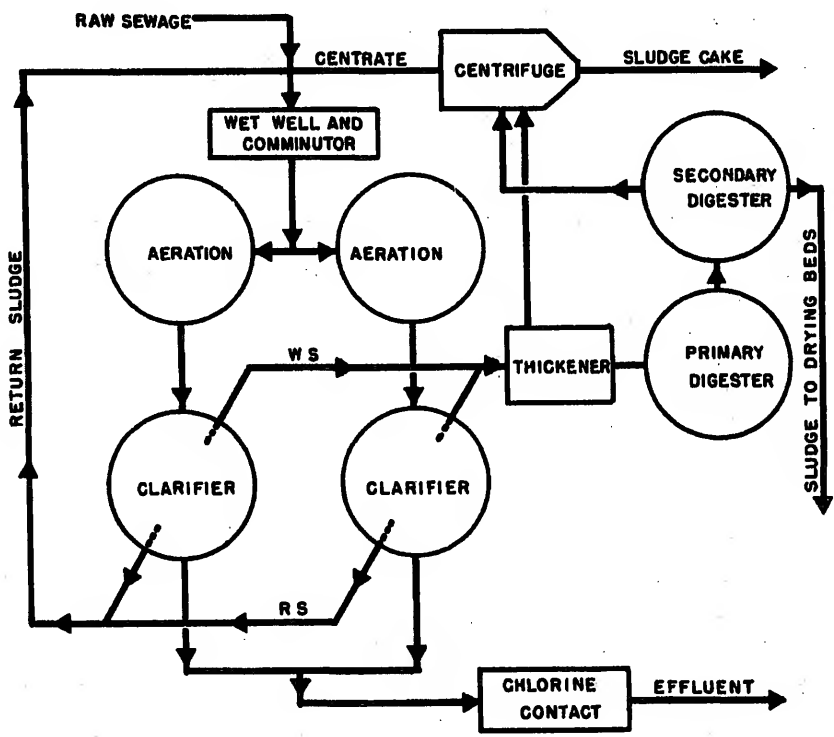 RAW SEWAGE
CENTRATE
CENTRIFUGE
SLUDGE CAKE
WET WELL AND
COMMINUTOR
SECONDARY
DIGESTER
AERATION
AERATION
RETURN SLUDGE
WS
THICKENER
PRIMARY
DIGESTER
SLUDGE TO DRYING BEDS
CLARIFIER
CLARIFIER
RS
CHLORINE
CONTACT
EFFLUENT